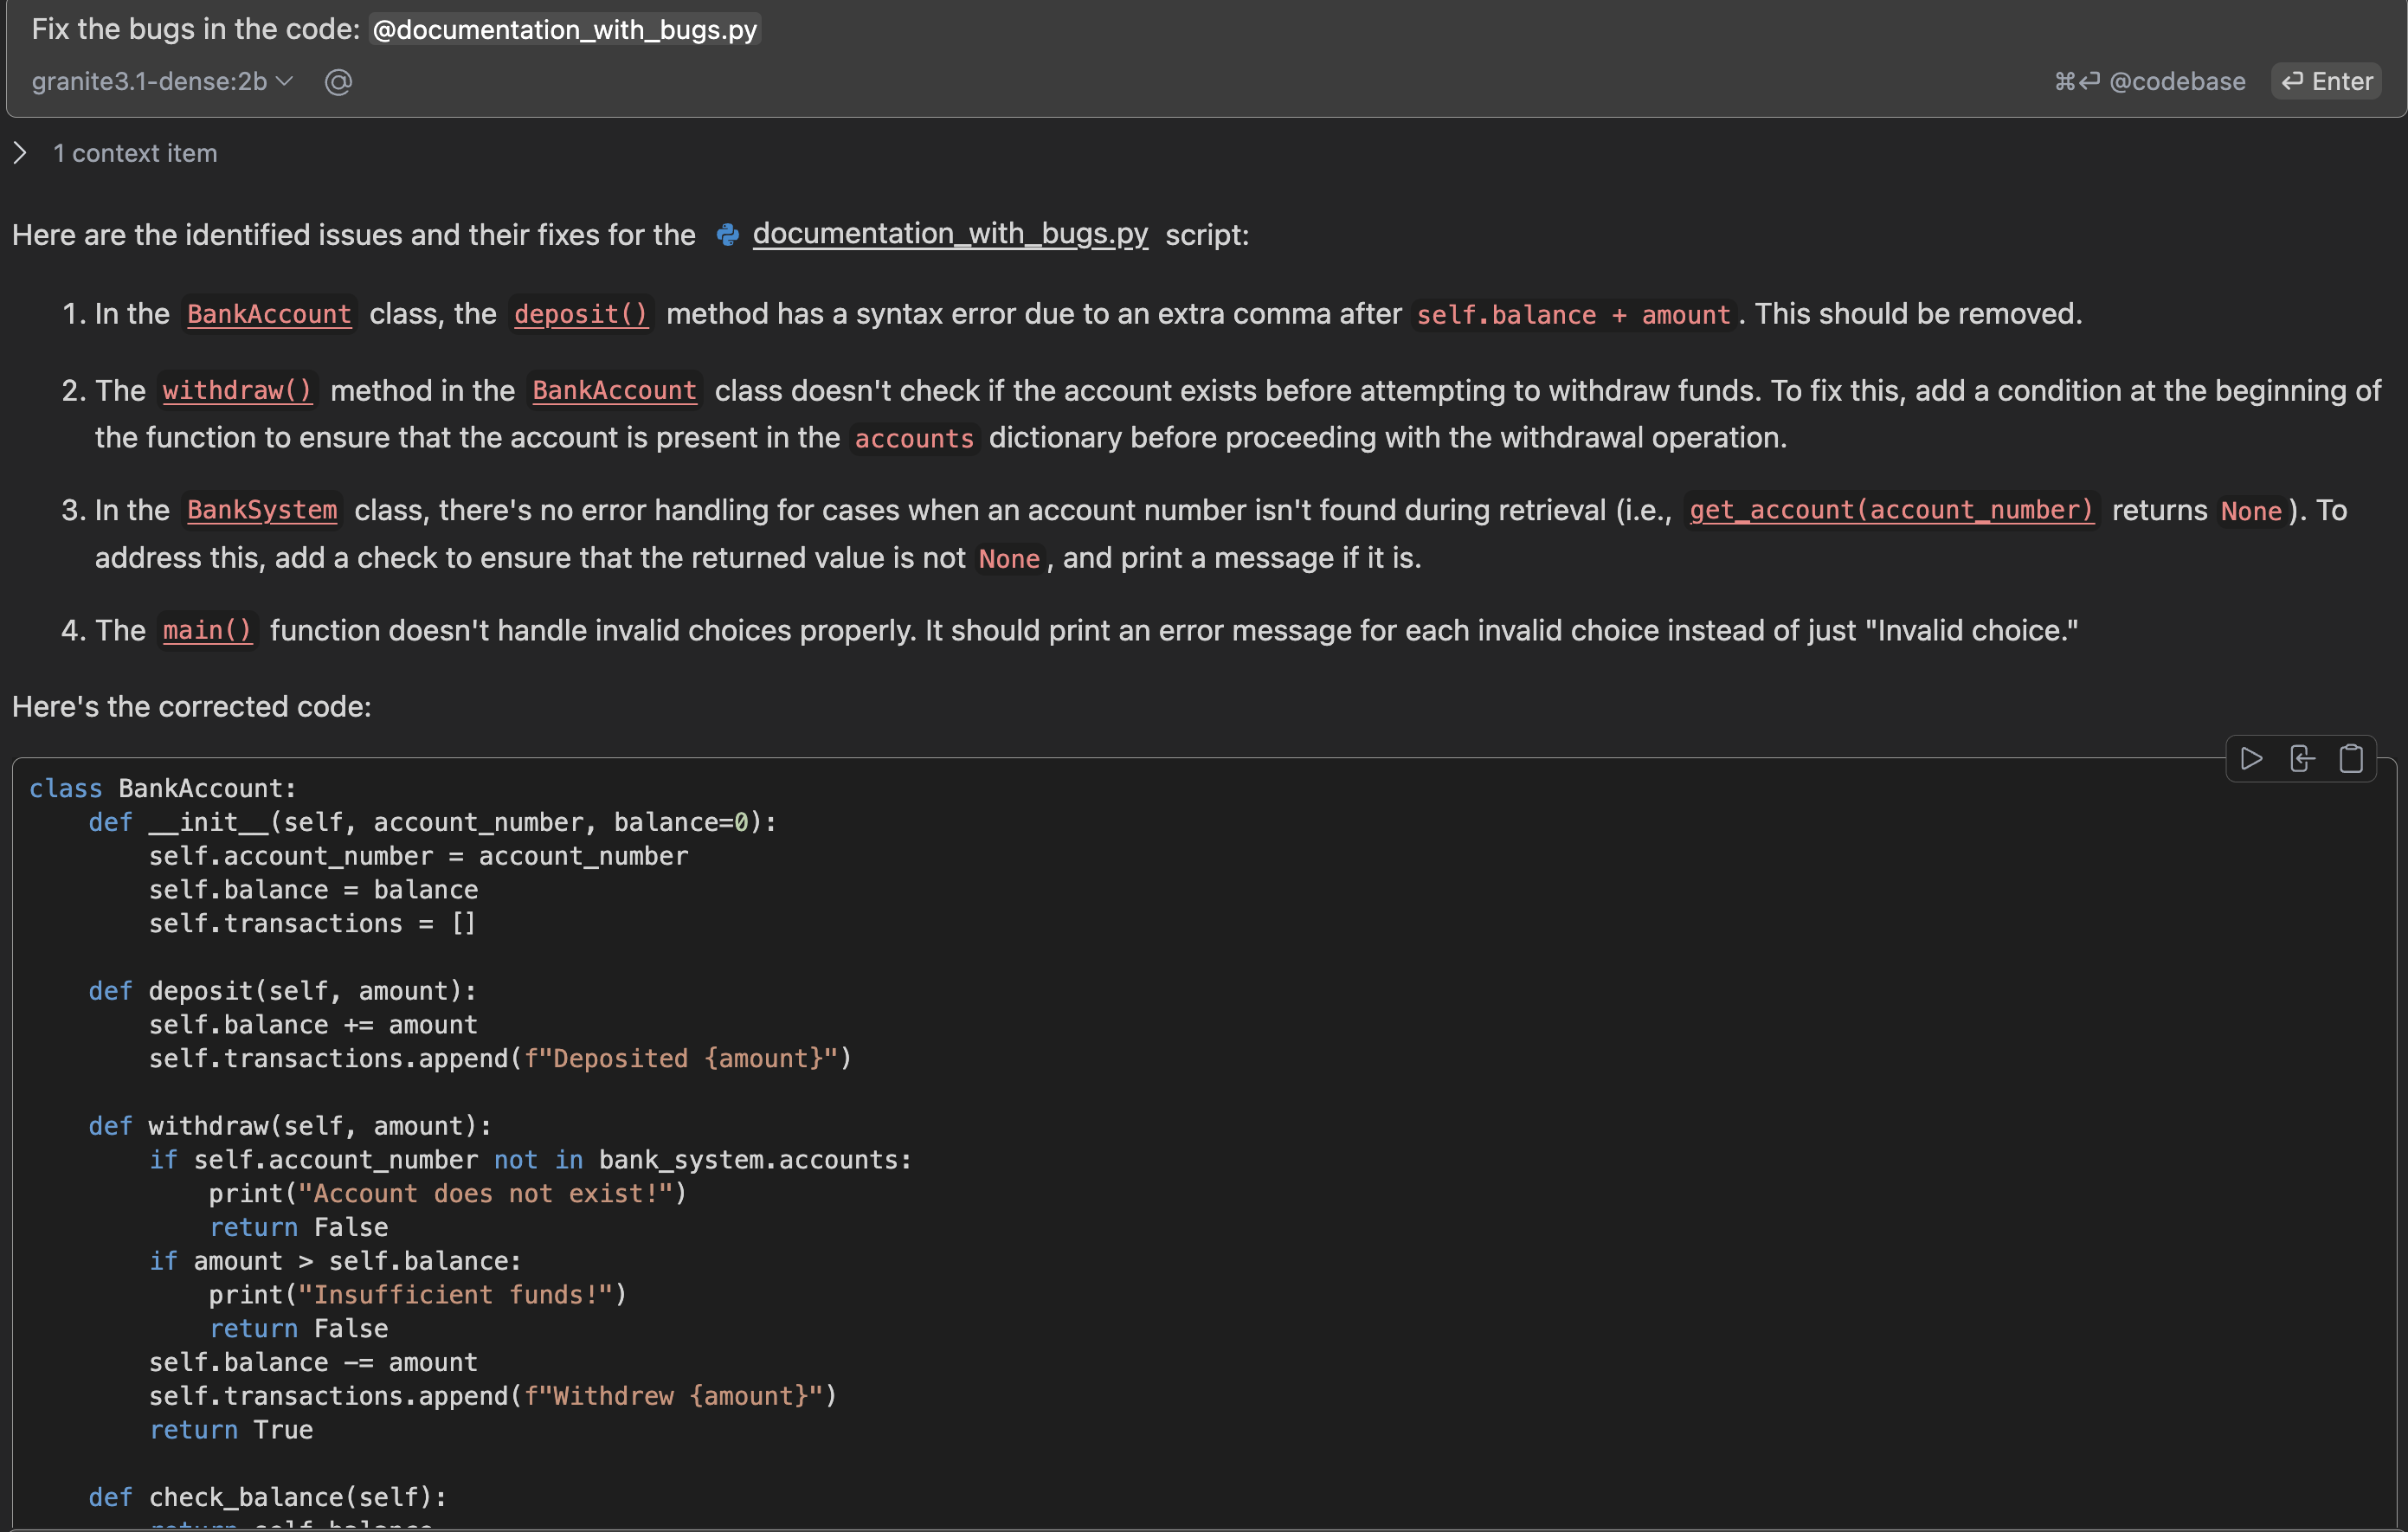 Fix the bugs in the code: @documentation_with_bugs.py
granite3.1-dense:2b @ ⌘⏎ @codebase ⏎ Enter
1 context item
Here are the identified issues and their fixes for the documentation_with_bugs.py script:
1. In the BankAccount class, the deposit() method has a syntax error due to an extra comma after self.balance + amount. This should be removed.
2. The withdraw() method in the BankAccount class doesn't check if the account exists before attempting to withdraw funds. To fix this, add a condition at the beginning of
the function to ensure that the account is present in the accounts dictionary before proceeding with the withdrawal operation.
3. In the BankSystem class, there's no error handling for cases when an account number isn't found during retrieval (i.e., get_account(account_number) returns None). To
address this, add a check to ensure that the returned value is not None, and print a message if it is.
4. The main() function doesn't handle invalid choices properly. It should print an error message for each invalid choice instead of just "Invalid choice."
Here's the corrected code:
class BankAccount:
    def __init__(self, account_number, balance=0):
        self.account_number = account_number
        self.balance = balance
        self.transactions = []
    def deposit(self, amount):
        self.balance += amount
        self.transactions.append(f"Deposited {amount}")
    def withdraw(self, amount):
        if self.account_number not in bank_system.accounts:
            print("Account does not exist!")
            return False
        if amount > self.balance:
            print("Insufficient funds!")
            return False
        self.balance -= amount
        self.transactions.append(f"Withdrew {amount}")
        return True
    def check_balance(self):
        return self.balance